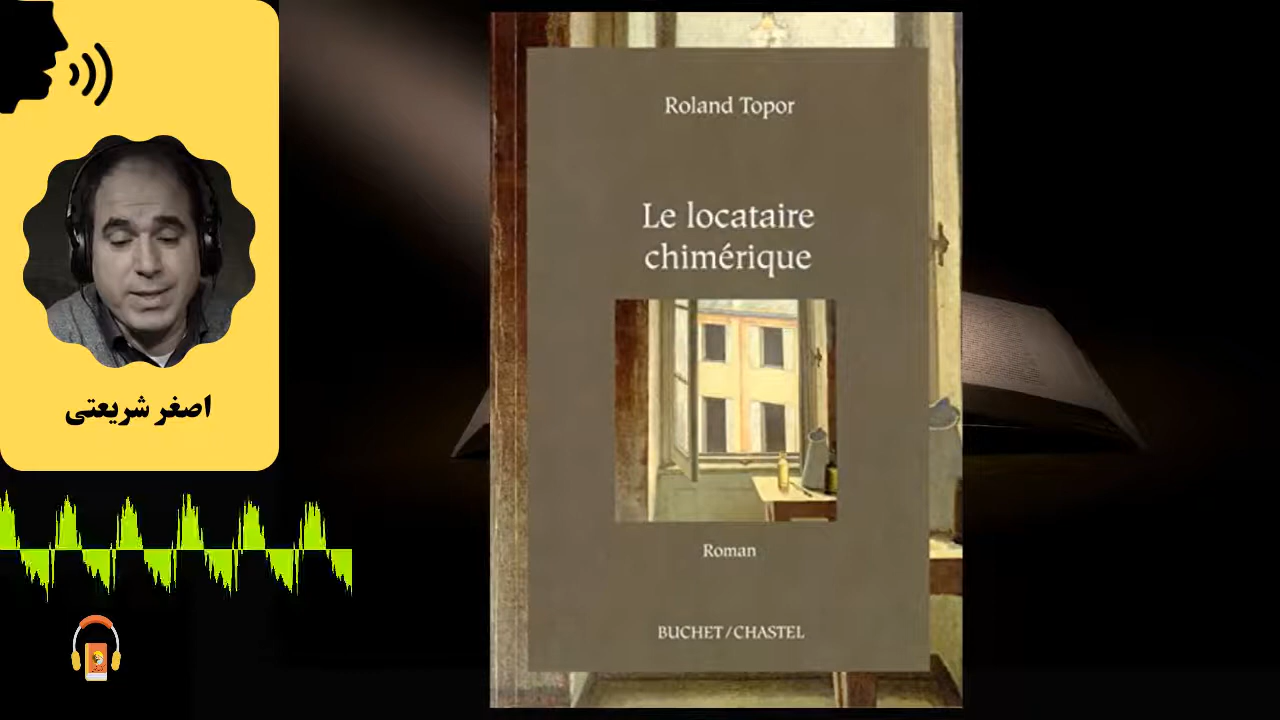 اصغر شریعتی
Roland Topor
Le locataire
chimérique
Roman
BUCHET/CHASTEL